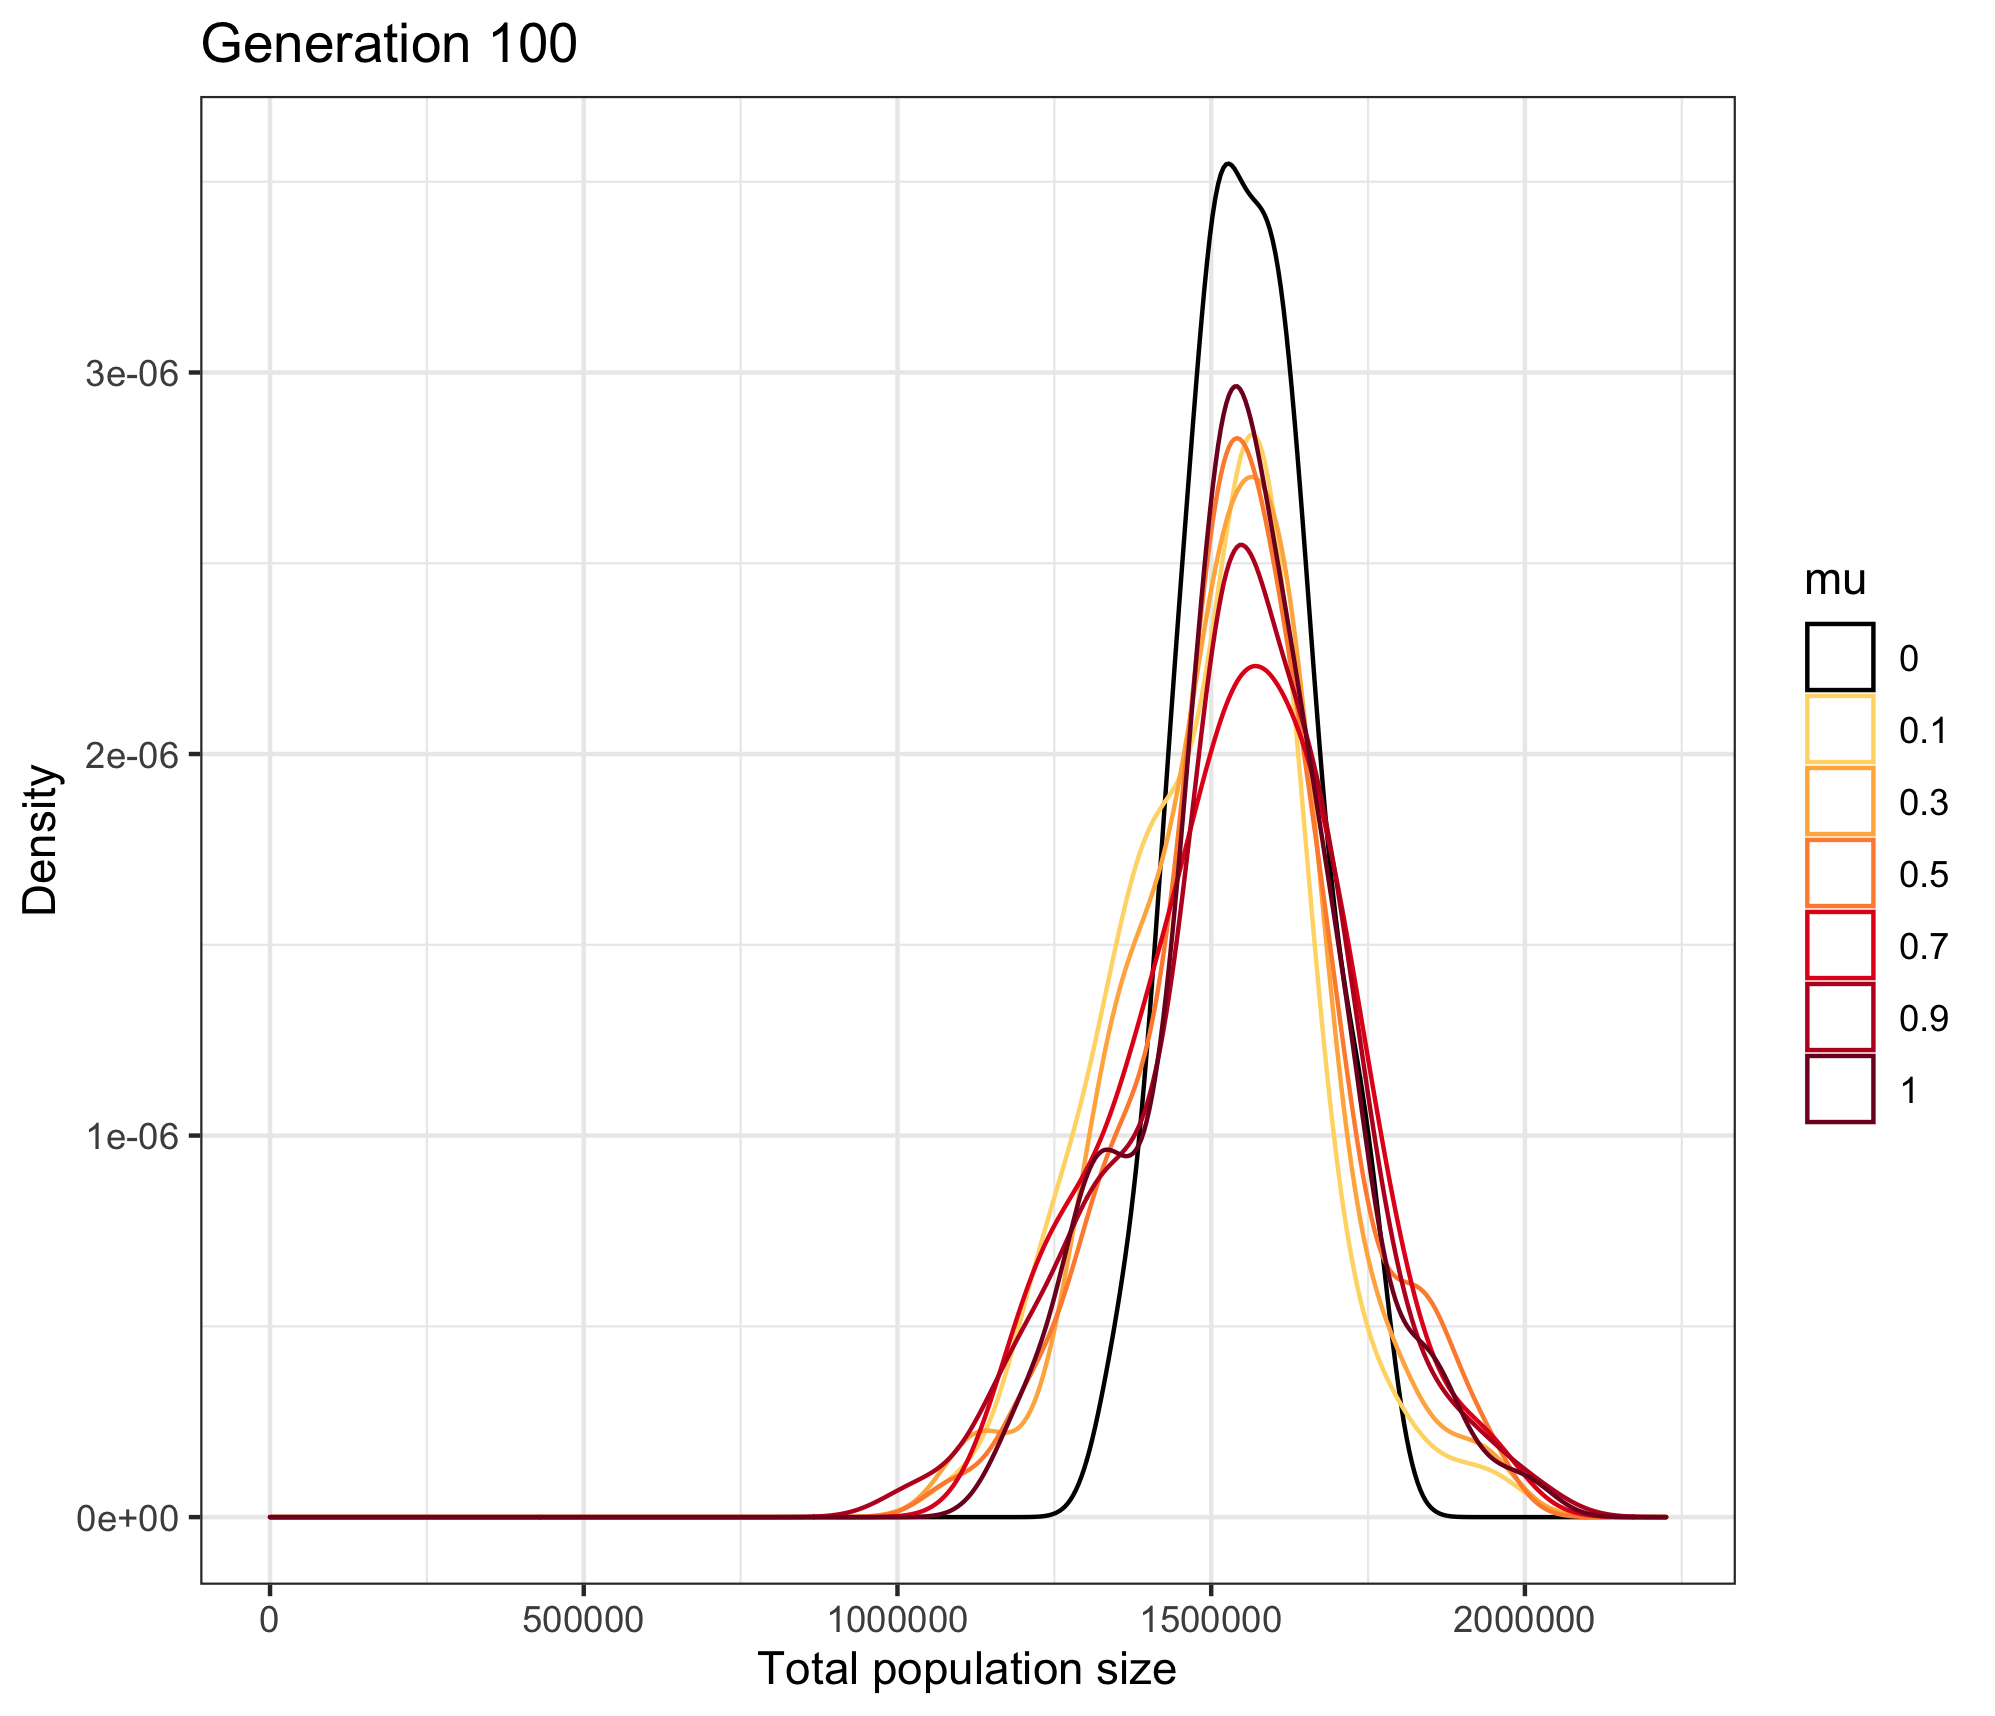 Generation 100
3e-06
2e-06
1e-06
0e+00
Density
0
500000
1000000
1500000
2000000
Total population size
mu
0
0.1
0.3
0.5
0.7
0.9
1